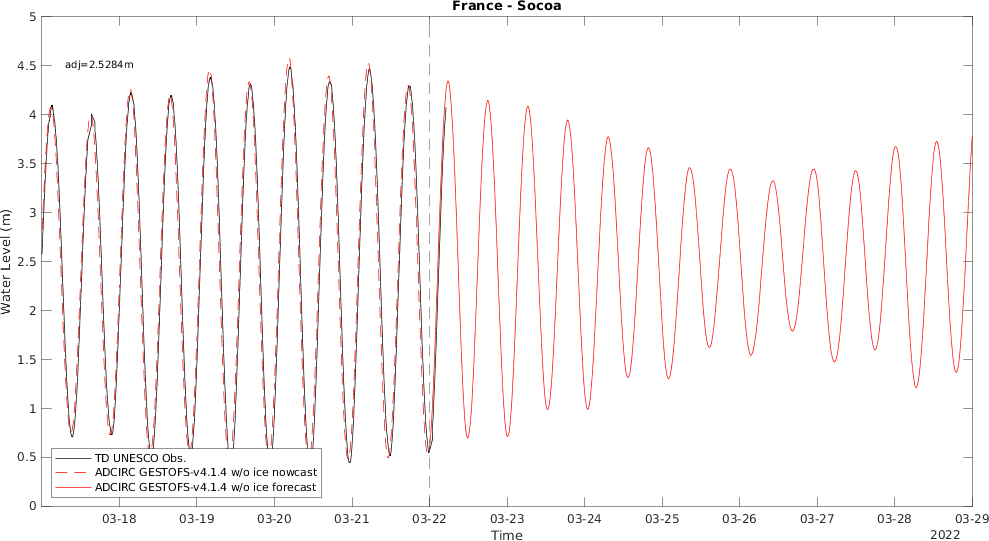 France - Socoa
adj=2.5284m
Water Level (m)
5
4.5
4
3.5
3
2.5
2
1.5
1
0.5
0
TD UNESCO Obs.
ADCIRC GESTOFS-v4.1.4 w/o ice nowcast
ADCIRC GESTOFS-v4.1.4 w/o ice forecast
03-18 03-19 03-20 03-21 03-22 03-23 03-24 03-25 03-26 03-27 03-28 03-29
Time
2022